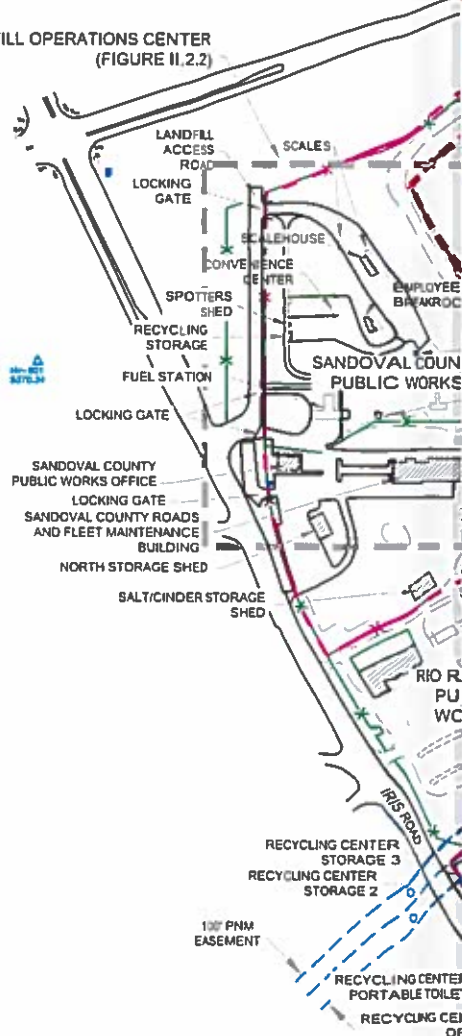 ILL OPERATIONS CENTER
(FIGURE II.2.2)
LANDFILL
ACCESS
ROAD
SCALES
LOCKING
GATE
SCALEHOUSE
CONVENIENCE
CENTER
EMPLOYEE
BREAKROO
SPOTTERS
SHED
RECYCLING
STORAGE
FUEL STATION
SANDOVAL COUN
PUBLIC WORKS
LOCKING GATE
SANDOVAL COUNTY
PUBLIC WORKS OFFICE
LOCKING GATE
SANDOVAL COUNTY ROADS
AND FLEET MAINTENANCE
BUILDING
NORTH STORAGE SHED
SALT/CINDER STORAGE
SHED
RIO R
PU
WO
IRIS ROAD
RECYCLING CENTER
STORAGE 3
RECYCLING CENTER
STORAGE 2
100' PNM
EASEMENT
RECYCLING CENTER
PORTABLE TOILET
RECYCLING CE
OF